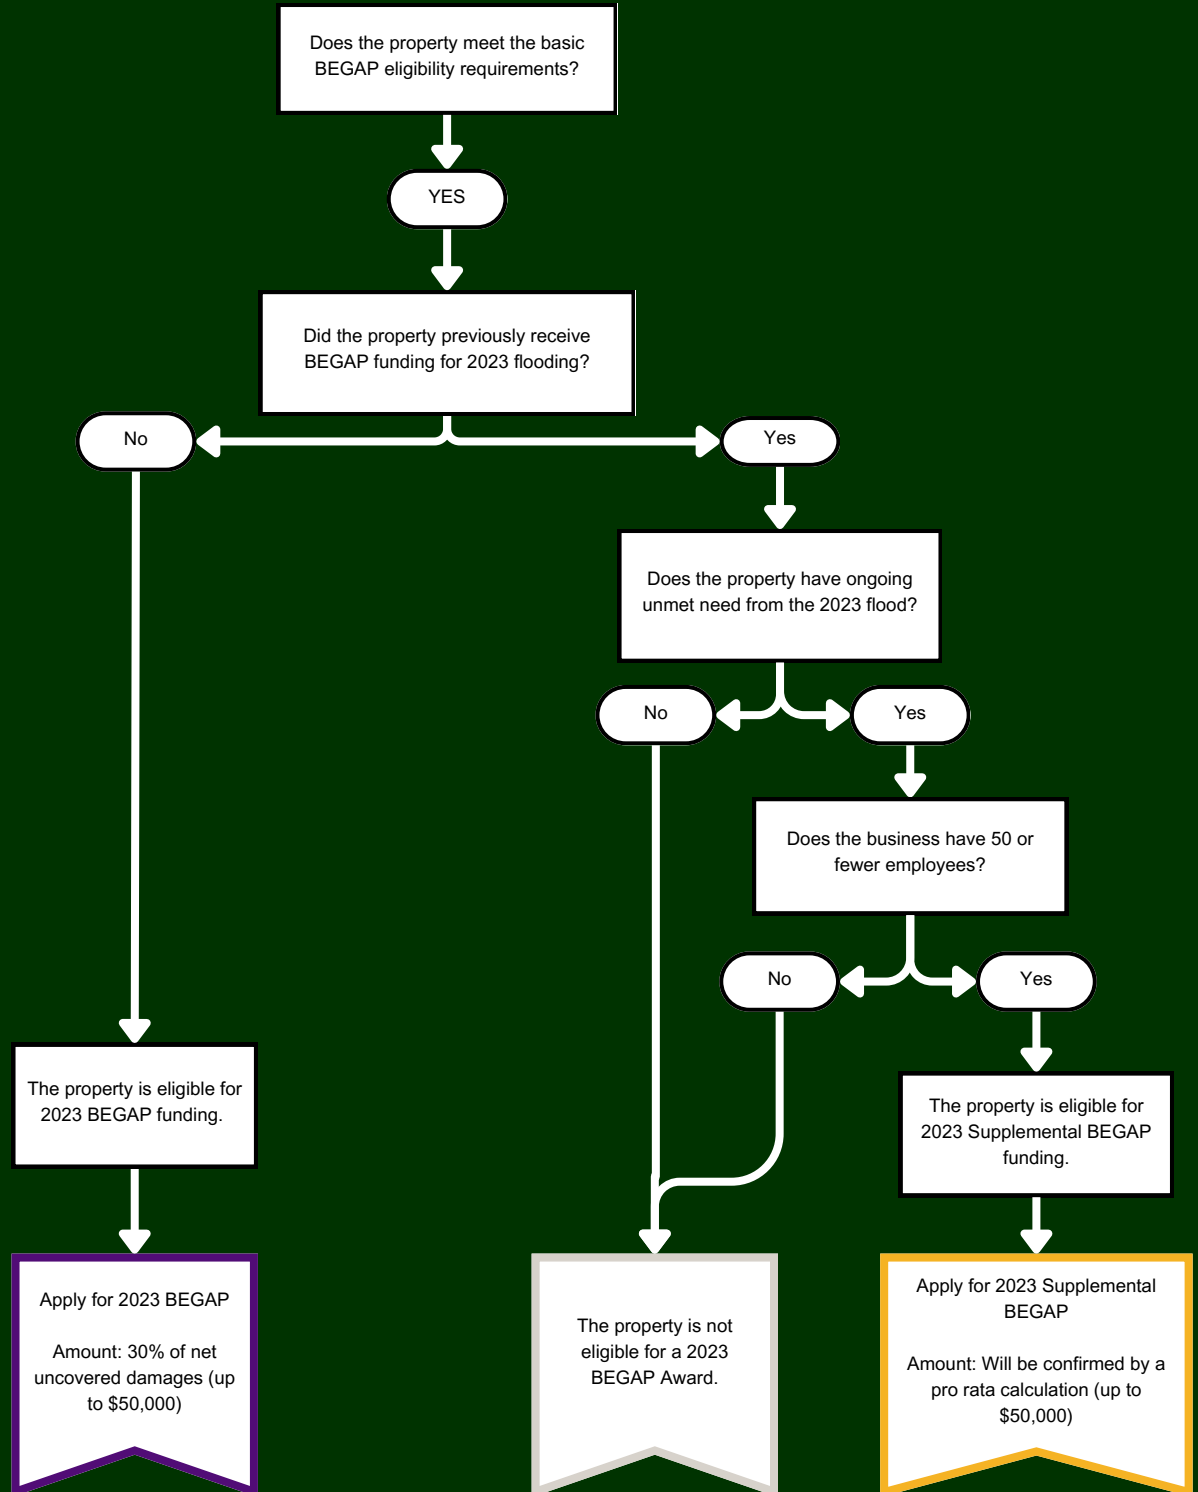 Does the property meet the basic
BEGAP eligibility requirements?
YES
Did the property previously receive
BEGAP funding for 2023 flooding?
No
Yes
Does the property have ongoing
unmet need from the 2023 flood?
No
Yes
Does the business have 50 or
fewer employees?
No
Yes
The property is eligible for
2023 BEGAP funding.
The property is eligible for
2023 Supplemental BEGAP
funding.
Apply for 2023 BEGAP
Amount: 30% of net
uncovered damages (up
to $50,000)
The property is not
eligible for a 2023
BEGAP Award.
Apply for 2023 Supplemental
BEGAP
Amount: Will be confirmed by a
pro rata calculation (up to
$50,000)